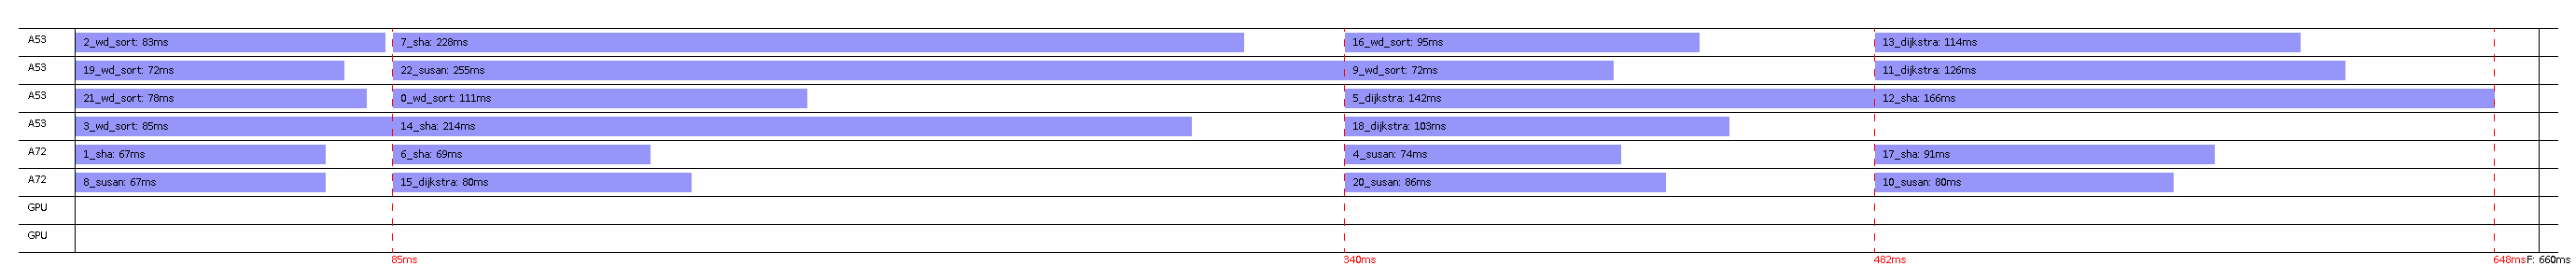 A53 2_wd_sort: 83ms 7_sha: 228ms 16_wd_sort: 95ms 13_dijkstra: 114ms
A53 19_wd_sort: 72ms 22_susan: 255ms 9_wd_sort: 72ms 11_dijkstra: 126ms
A53 21_wd_sort: 78ms 0_wd_sort: 111ms 5_dijkstra: 142ms 12_sha: 166ms
A53 3_wd_sort: 85ms 14_sha: 214ms 18_dijkstra: 103ms
A72 1_sha: 67ms 6_sha: 69ms 4_susan: 74ms 17_sha: 91ms
A72 8_susan: 67ms 15_dijkstra: 80ms 20_susan: 86ms 10_susan: 80ms
GPU
GPU
85ms 340ms 482ms 648ms F: 660ms